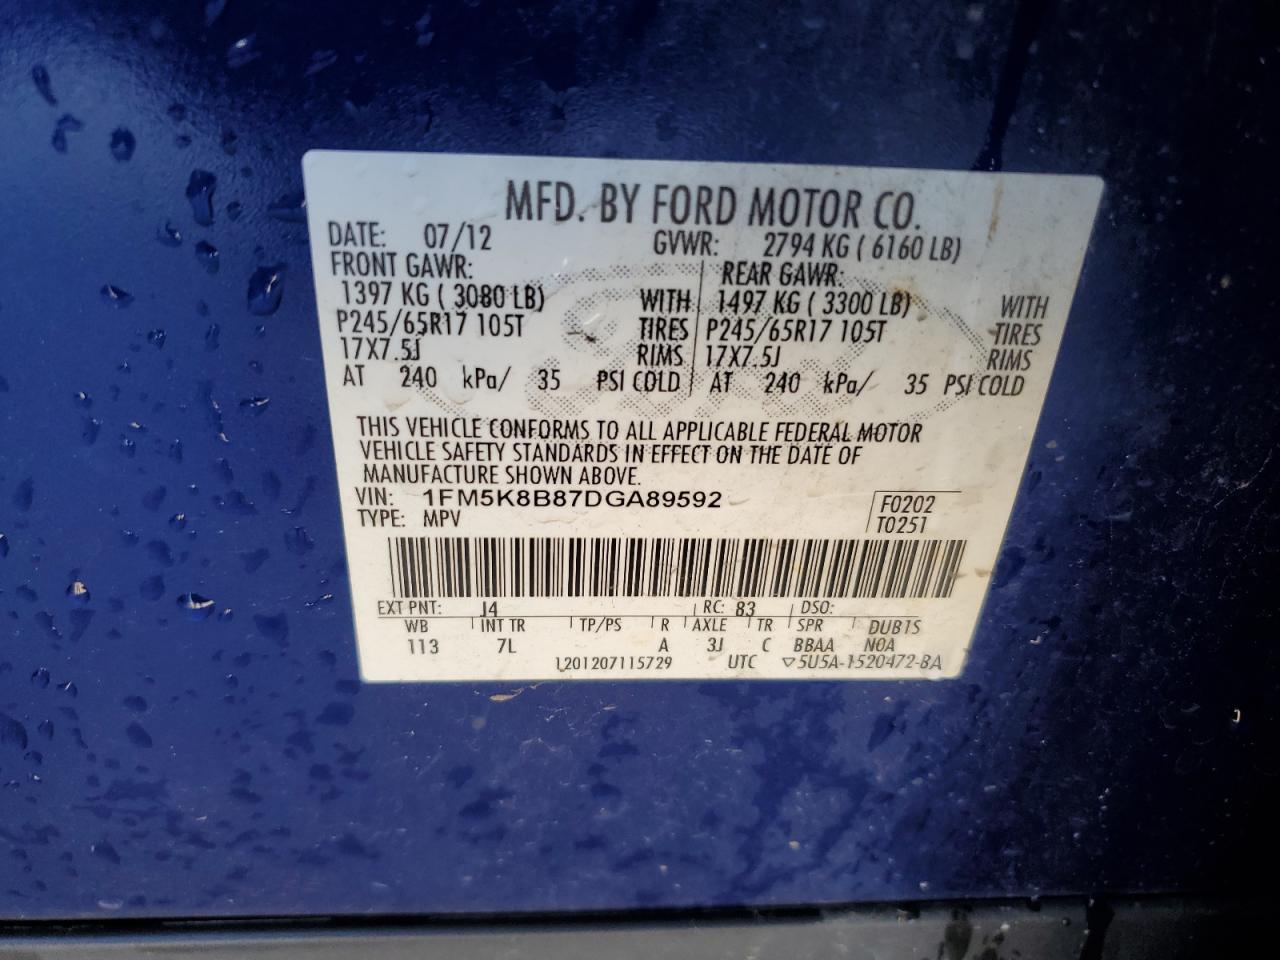 MFD. BY FORD MOTOR CO.
DATE: 07/12 GVWR: 2794 KG ( 6160 LB)
FRONT GAWR: REAR GAWR:
1397 KG ( 3080 LB) WITH 1497 KG ( 3300 LB) WITH
P245/65R17 105T TIRES P245/65R17 105T TIRES
17X7.5J RIMS 17X7.5J RIMS
AT 240 kPa/ 35 PSI COLD AT 240 kPa/ 35 PSI COLD
THIS VEHICLE CONFORMS TO ALL APPLICABLE FEDERAL MOTOR
VEHICLE SAFETY STANDARDS IN EFFECT ON THE DATE OF
MANUFACTURE SHOWN ABOVE.
VIN: 1FM5K8B87DGA89592 F0202
TYPE: MPV T0251
EXT PNT: J4 RC: 83 DSO:
WB INT TR TP/PS R AXLE TR SPR DUB1S
113 7L A 3J C BBAA N0A
1201207115729 UTC ▽5U5A-1520472-BA